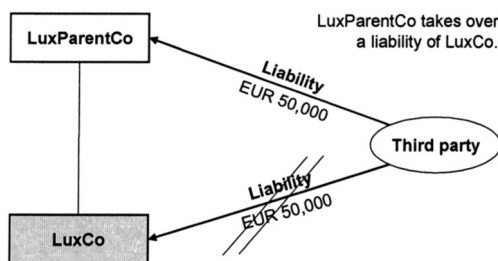 LuxParentCo takes over
a liability of LuxCo.
LuxParentCo
Liability
EUR 50,000
Third party
Liability
EUR 50,000
LuxCo